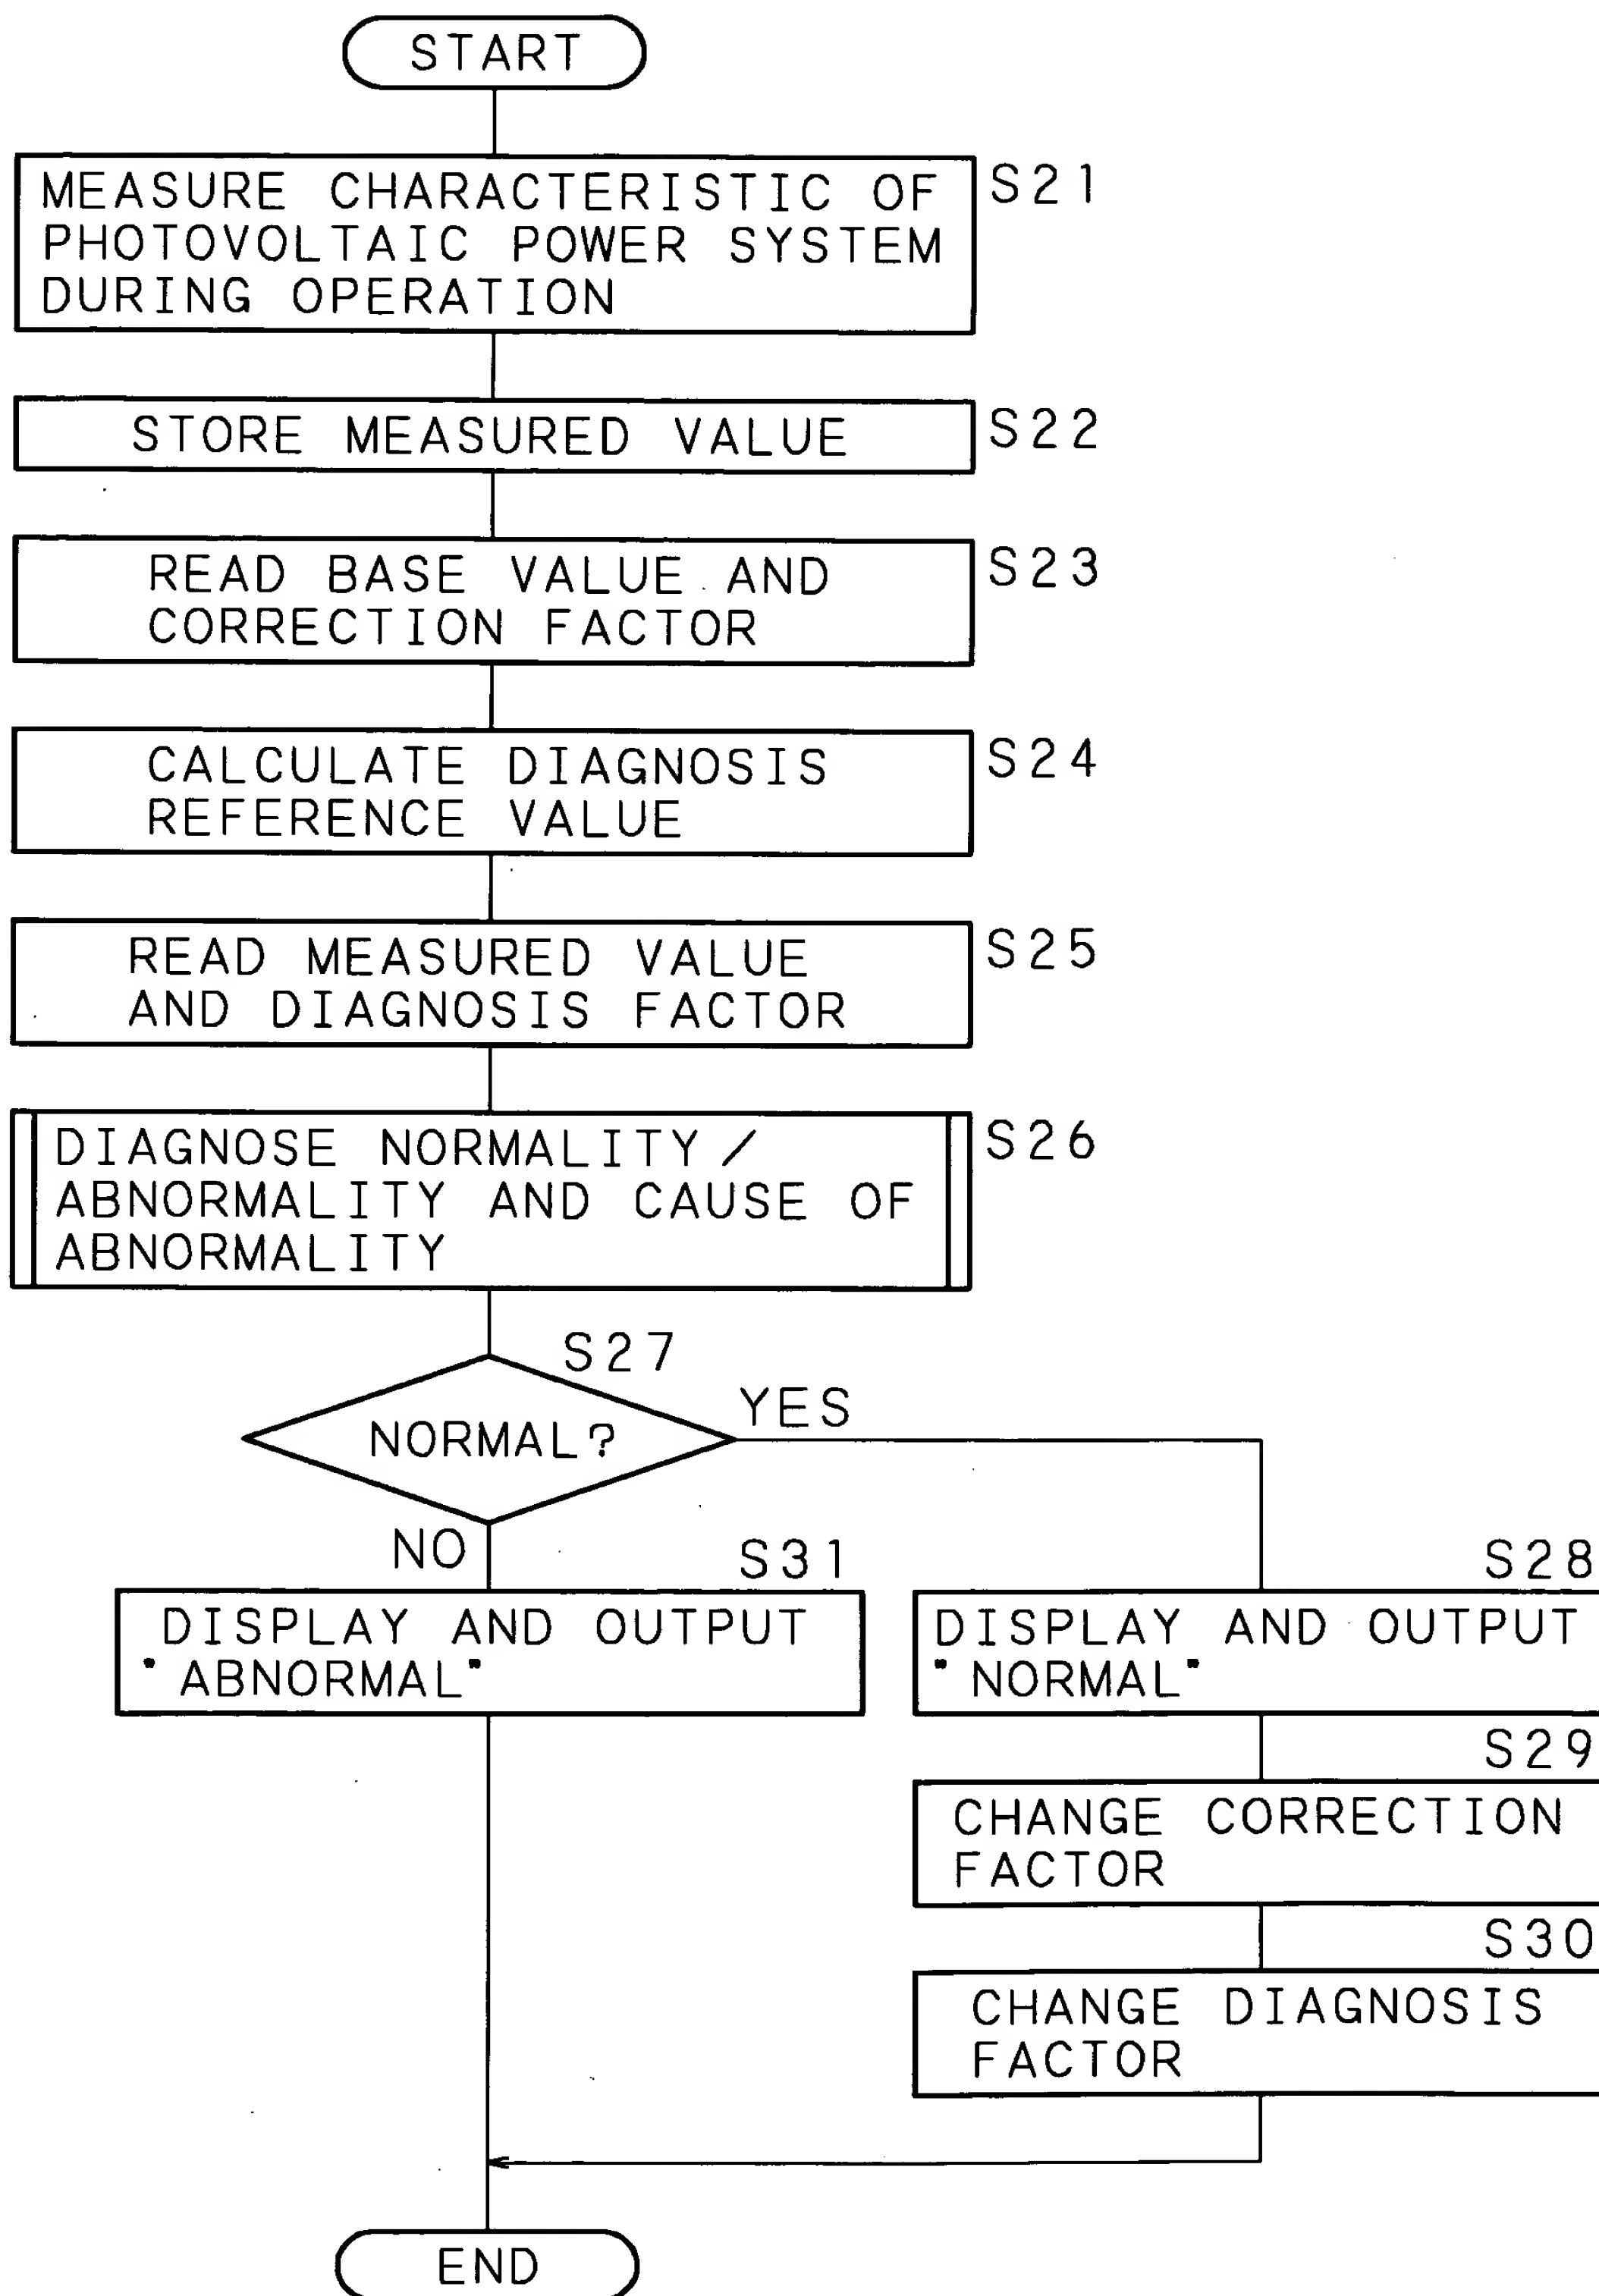 START
MEASURE CHARACTERISTIC OF
PHOTOVOLTAIC POWER SYSTEM
DURING OPERATION
S21
STORE MEASURED VALUE
S22
READ BASE VALUE AND
CORRECTION FACTOR
S23
CALCULATE DIAGNOSIS
REFERENCE VALUE
S24
READ MEASURED VALUE
AND DIAGNOSIS FACTOR
S25
DIAGNOSE NORMALITY/
ABNORMALITY AND CAUSE OF
ABNORMALITY
S26
S27
NORMAL?
YES
NO
S31
DISPLAY AND OUTPUT
"ABNORMAL"
S28
DISPLAY AND OUTPUT
"NORMAL"
S29
CHANGE CORRECTION
FACTOR
S30
CHANGE DIAGNOSIS
FACTOR
END